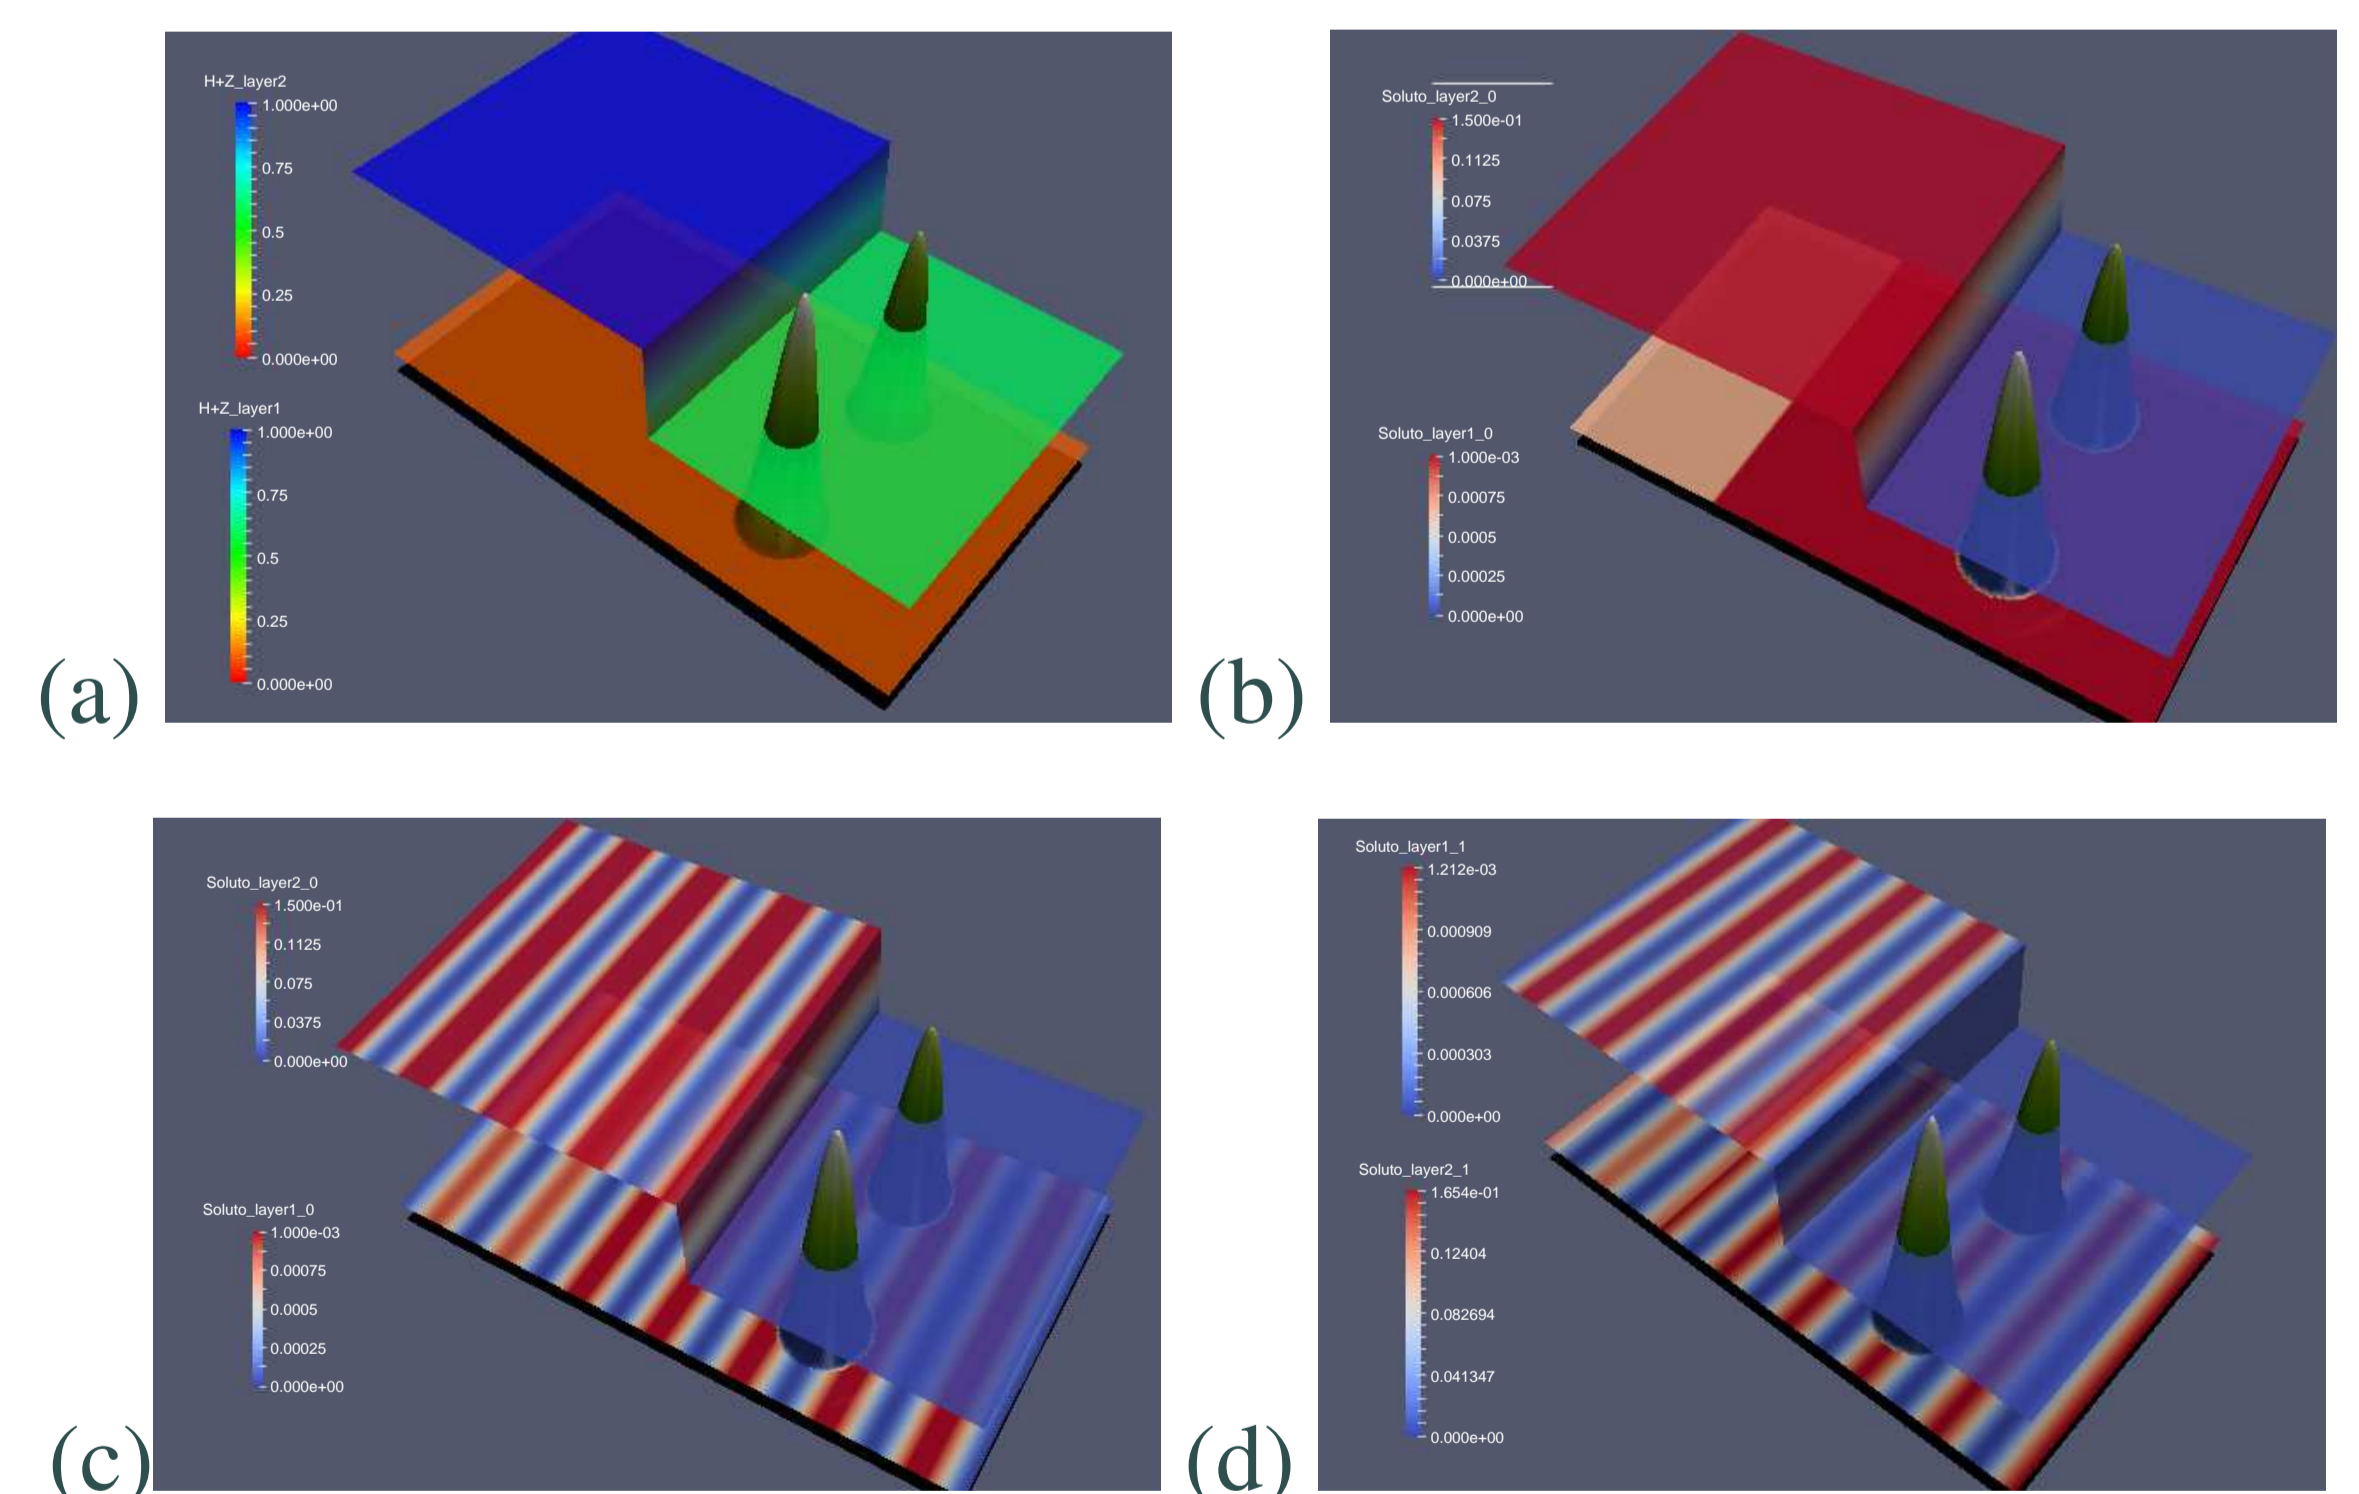 H+Z_layer2
1.000e+00
0.75
0.5
0.25
0.000e+00
H+Z_layer1
1.000e+00
0.75
0.5
0.25
0.000e+00
(a)
Soluto_layer2_0
1.500e-01
0.1125
0.075
0.0375
0.000e+00
Soluto_layer1_0
1.000e-03
0.00075
0.0005
0.00025
0.000e+00
(b)
Soluto_layer2_0
1.500e-01
0.1125
0.075
0.0375
0.000e+00
Soluto_layer1_0
1.000e-03
0.00075
0.0005
0.00025
0.000e+00
(c)
Soluto_layer1_1
1.212e-03
0.000909
0.000606
0.000303
0.000e+00
Soluto_layer2_1
1.654e-01
0.12404
0.082694
0.041347
0.000e+00
(d)